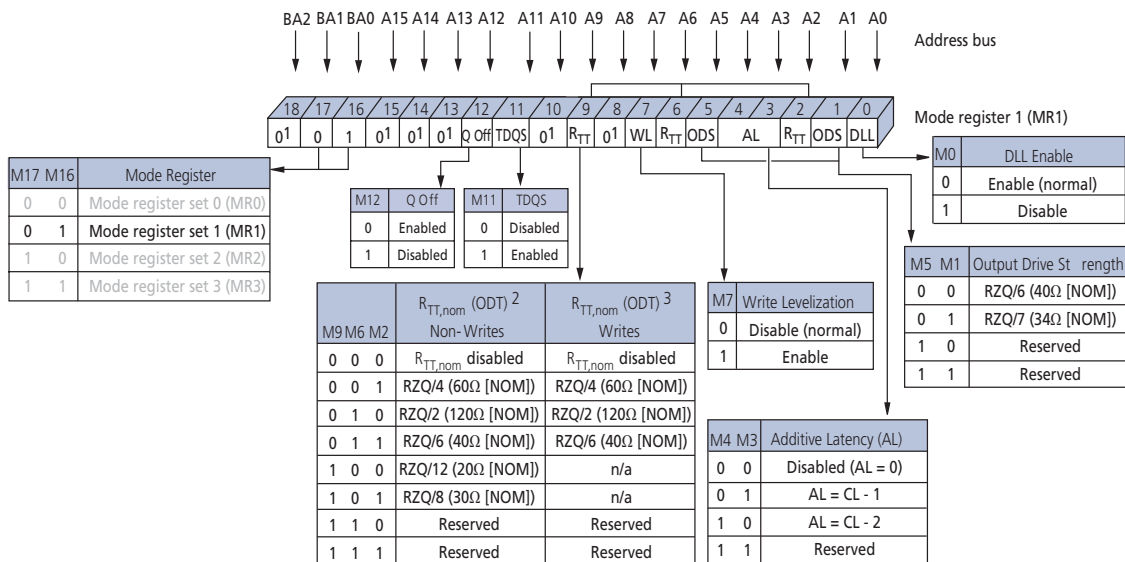 BA2 BA1 BA0 A15 A14 A13 A12 A11 A10 A9 A8 A7 A6 A5 A4 A3 A2 A1 A0
Address bus
18 17 16 15 14 13 12 11 10 9 8 7 6 5 4 3 2 1 0
0¹ 0 1 0¹ 0¹ 0¹ Q Off TDQS 0¹ RTT 0¹ WL RTT ODS AL RTT ODS DLL
Mode register 1 (MR1)
M17 M16 Mode Register
0 0 Mode register set 0 (MR0)
0 1 Mode register set 1 (MR1)
1 0 Mode register set 2 (MR2)
1 1 Mode register set 3 (MR3)
M12 Q Off
0 Enabled
1 Disabled
M11 TDQS
0 Disabled
1 Enabled
M0 DLL Enable
0 Enable (normal)
1 Disable
M5 M1 Output Drive St rength
0 0 RZQ/6 (40Ω [NOM])
0 1 RZQ/7 (34Ω [NOM])
1 0 Reserved
1 1 Reserved
M9 M6 M2 RTT,nom (ODT) 2 Non-Writes RTT,nom (ODT) 3 Writes
0 0 0 RTT,nom disabled RTT,nom disabled
0 0 1 RZQ/4 (60Ω [NOM]) RZQ/4 (60Ω [NOM])
0 1 0 RZQ/2 (120Ω [NOM]) RZQ/2 (120Ω [NOM])
0 1 1 RZQ/6 (40Ω [NOM]) RZQ/6 (40Ω [NOM])
1 0 0 RZQ/12 (20Ω [NOM]) n/a
1 0 1 RZQ/8 (30Ω [NOM]) n/a
1 1 0 Reserved Reserved
1 1 1 Reserved Reserved
M7 Write Levelization
0 Disable (normal)
1 Enable
M4 M3 Additive Latency (AL)
0 0 Disabled (AL = 0)
0 1 AL = CL - 1
1 0 AL = CL - 2
1 1 Reserved